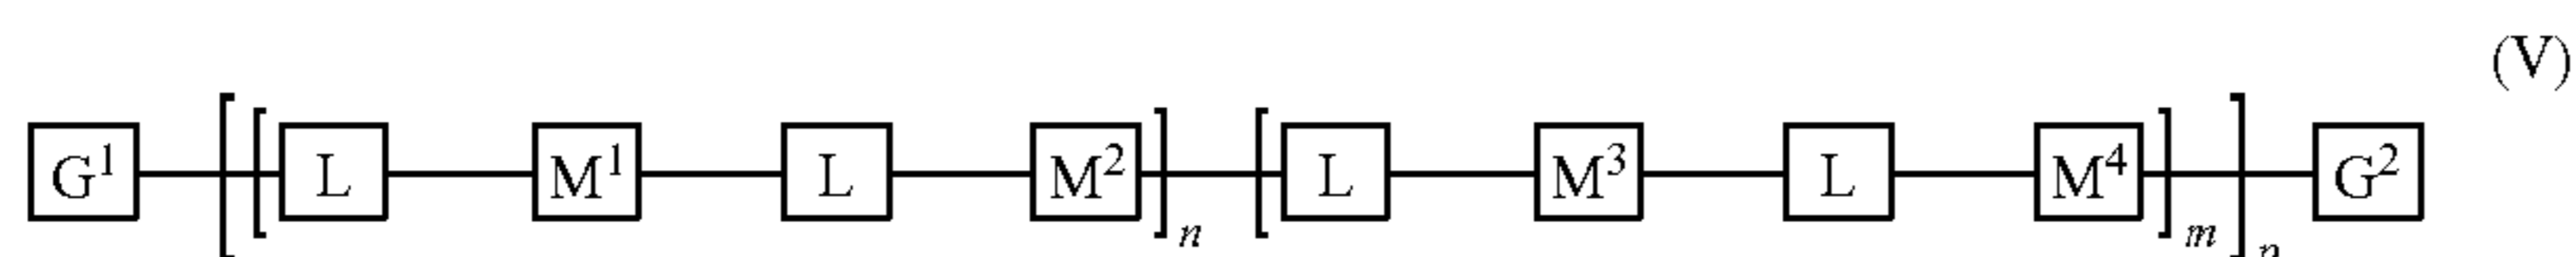 (V)
G¹ [ [ L M¹ L M² ]n [ L M³ L M⁴ ]m ] G²